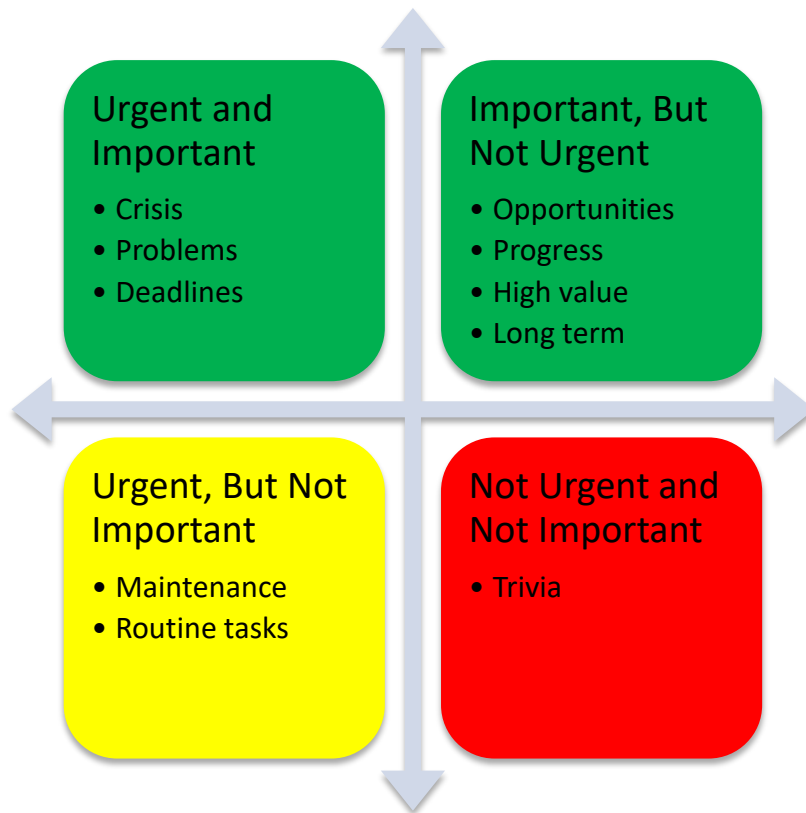 Urgent and
Important
• Crisis
• Problems
• Deadlines
Important, But
Not Urgent
• Opportunities
• Progress
• High value
• Long term
Urgent, But Not
Important
• Maintenance
• Routine tasks
Not Urgent and
Not Important
• Trivia